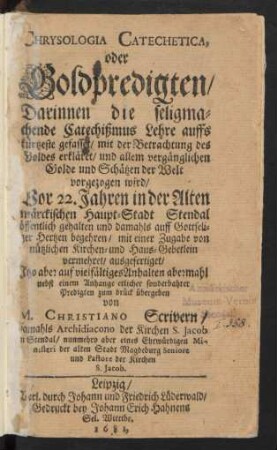 CHRYSOLOGIA CATECHETICA,
oder
Goldpredigten/
Darinnen die seligma-
chende Catechißmus Lehre auffs
kürtzeste gefasset/ mit der Betrachtung des
Goldes erkläret/ und allem vergänglichen
Golde und Schätzen der Welt
vorgezogen wird/
Vor 22. Jahren in der Alten
märckischen Haupt-Stadt Stendal
öffentlich gehalten und damahls auff Gottseli-
ger Hertzen begehren/ mit einer Zugabe von
nützlichen Kirchen- und Haus-Gebetlein
vermehret/ ausgefertiget/
Itzo aber auf vielfältiges Anhalten abermahl
nebst einem Anhange etlicher sonderbahrer
Predigten zum druck übergeben
von
M. CHRISTIANO Scrivern/
damahls Archidiacono der Kirchen S. Jacob
in Stendal/ nunmehro aber eines Ehrwürdigen Mi-
nisterii der alten Stadt Magdeburg Seniore
und Pastore der Kirchen
S. Jacob.
Leipzig/
Verl. durch Johann und Friedrich Lüderwald/
Gedruckt bey Johann Erich Hahnens
Sel. Wittbe,